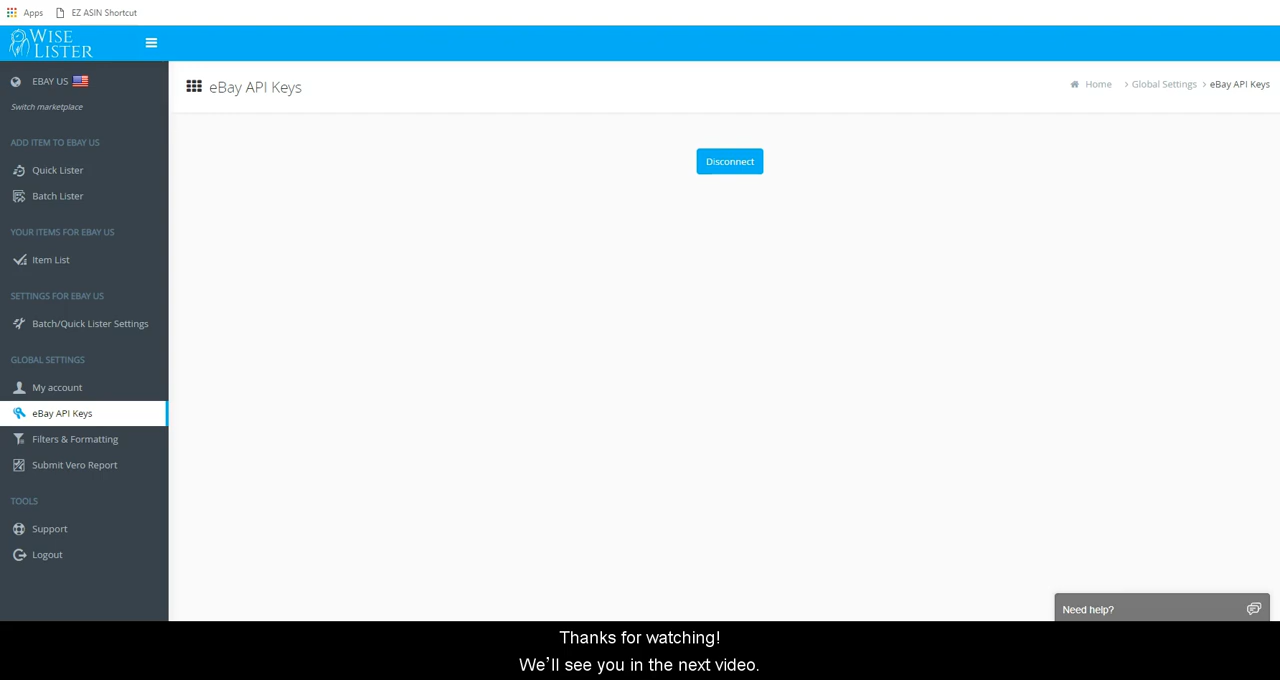 Apps EZ ASIN Shortcut
WISE
LISTER
EBAY US
Switch marketplace
ADD ITEM TO EBAY US
Quick Lister
Batch Lister
YOUR ITEMS FOR EBAY US
Item List
SETTINGS FOR EBAY US
Batch/Quick Lister Settings
GLOBAL SETTINGS
My account
eBay API Keys
Filters & Formatting
Submit Vero Report
TOOLS
Support
Logout
eBay API Keys
Home > Global Settings > eBay API Keys
Disconnect
Need help?
Thanks for watching!
We'll see you in the next video.